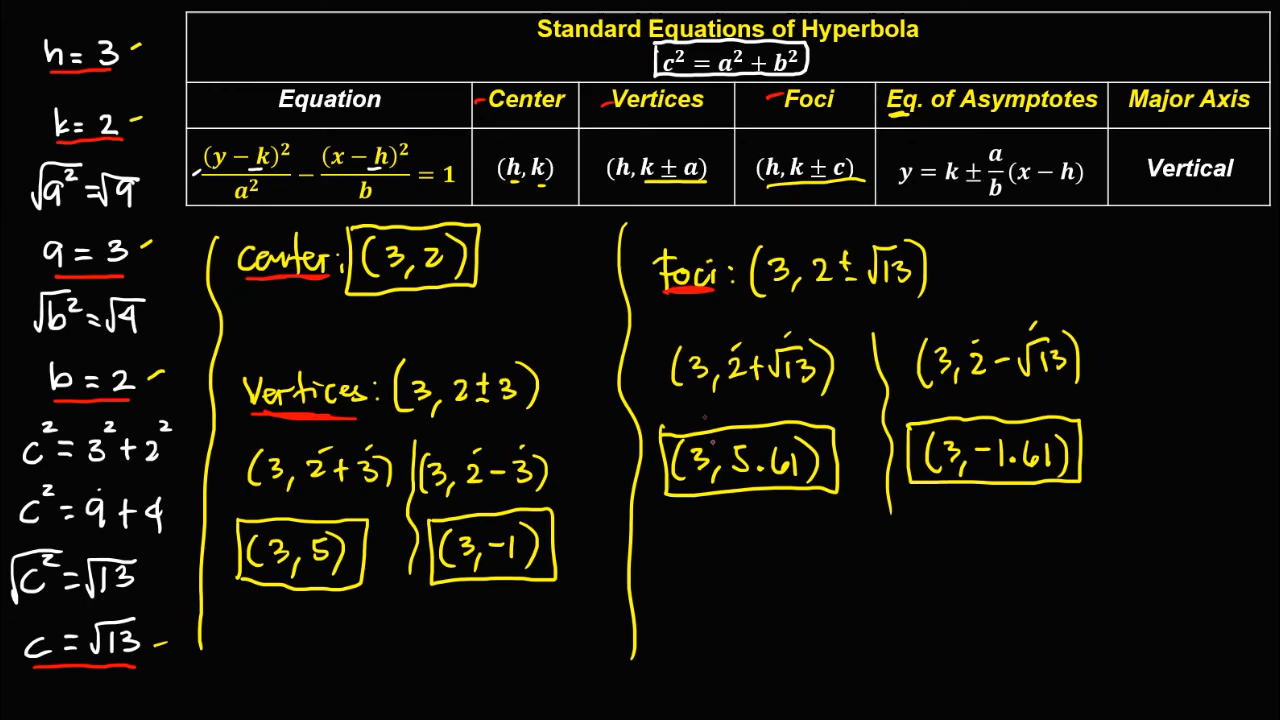 Standard Equations of Hyperbola
c² = a² + b²
Equation Center Vertices Foci Eq. of Asymptotes Major Axis
(y − k)²/a² − (x − h)²/b = 1 (h, k) (h, k ± a) (h, k ± c) y = k ± a/b (x − h) Vertical
h = 3
k = 2
√a² = √9
a = 3
√b² = √4
b = 2
c² = 3² + 2²
c² = 9 + 4
√c² = √13
c = √13
Center: (3, 2)
Vertices: (3, 2 ± 3)
(3, 2 + 3) (3, 2 − 3)
(3, 5) (3, −1)
Foci: (3, 2 ± √13)
(3, 2 + √13) (3, 2 − √13)
(3, 5.61) (3, −1.61)